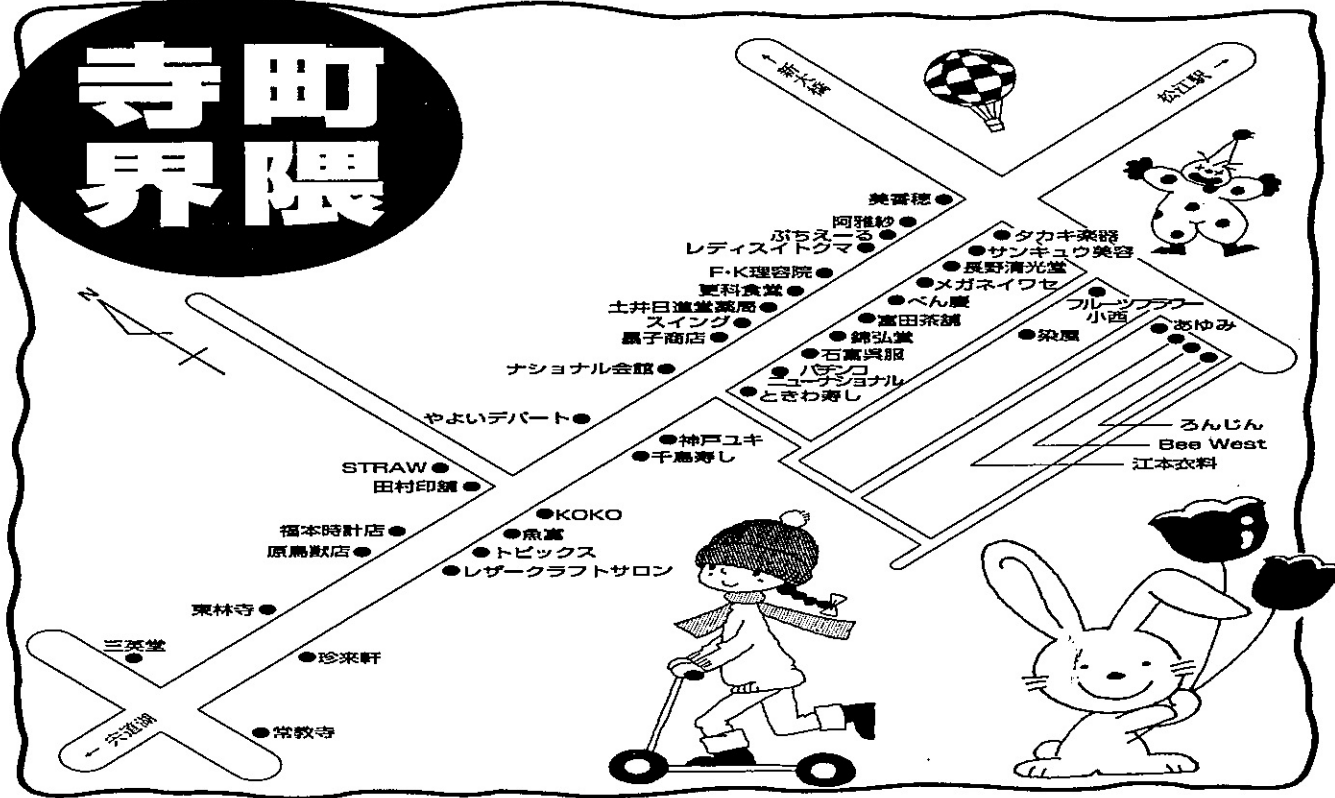 寺町
界隈
↑新大橋
松江駅→
N
美香穂
阿雅紗
ぷちえーる
レディスイトクマ
F・K理容院
更科食堂
土井日進堂薬局
スイング
昌子商店
ナショナル会館
やよいデパート
STRAW
田村印舗
福本時計店
原鳥獣店
東林寺
三英堂
←宍道湖
タカキ楽器
サンキュウ美容
長野清光堂
メガネイワセ
べん慶
富田茶舗
錦弘堂
石富呉服
パチンコ
ニューナショナル
ときわ寿し
フルーツフラワー
小西
あゆみ
染風
ろんじん
Bee West
江本衣料
神戸ユキ
千鳥寿し
KOKO
魚富
トピックス
レザークラフトサロン
珍来軒
常教寺